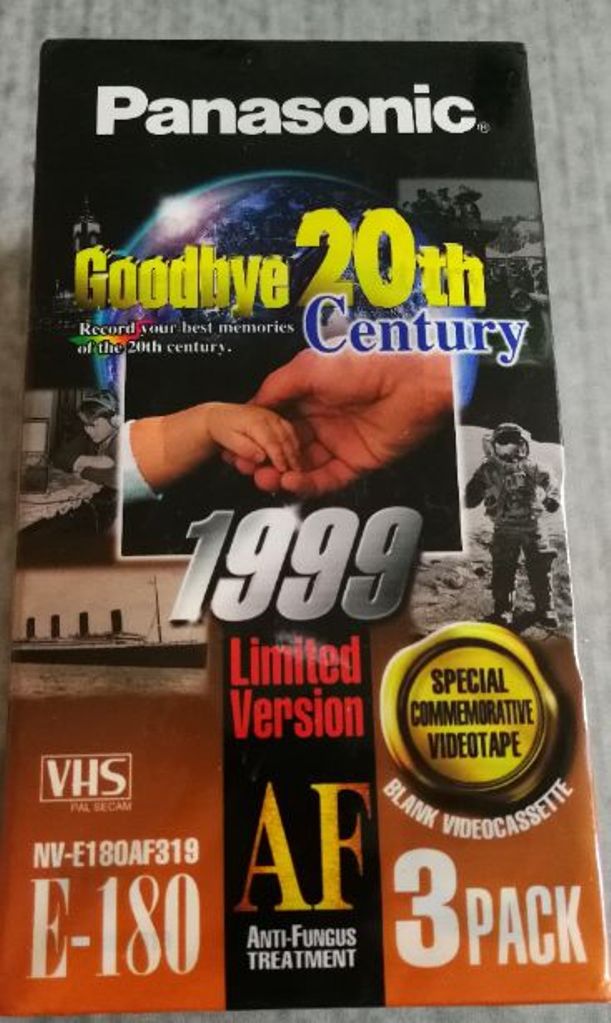 Panasonic®
Goodbye 20th
Century
Record your best memories
of the 20th century.
1999
Limited
Version
SPECIAL
COMMEMORATIVE
VIDEOTAPE
BLANK VIDEOCASSETTE
VHS
PAL SECAM
NV-E180AF319
E-180
AF
ANTI-FUNGUS
TREATMENT
3 PACK